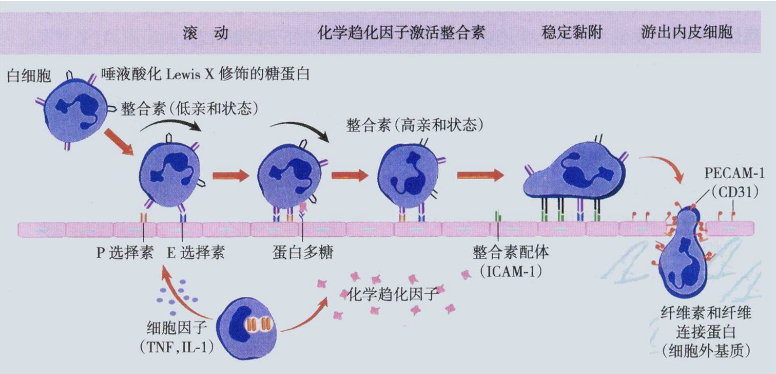 滚 动
化学趋化因子激活整合素
稳定黏附
游出内皮细胞
白细胞
唾液酸化 Lewis X 修饰的糖蛋白
整合素(低亲和状态)
整合素(高亲和状态)
PECAM-1
(CD31)
P 选择素
E 选择素
蛋白多糖
整合素配体
(ICAM-1)
化学趋化因子
细胞因子
(TNF,IL-1)
纤维素和纤维
连接蛋白
(细胞外基质)